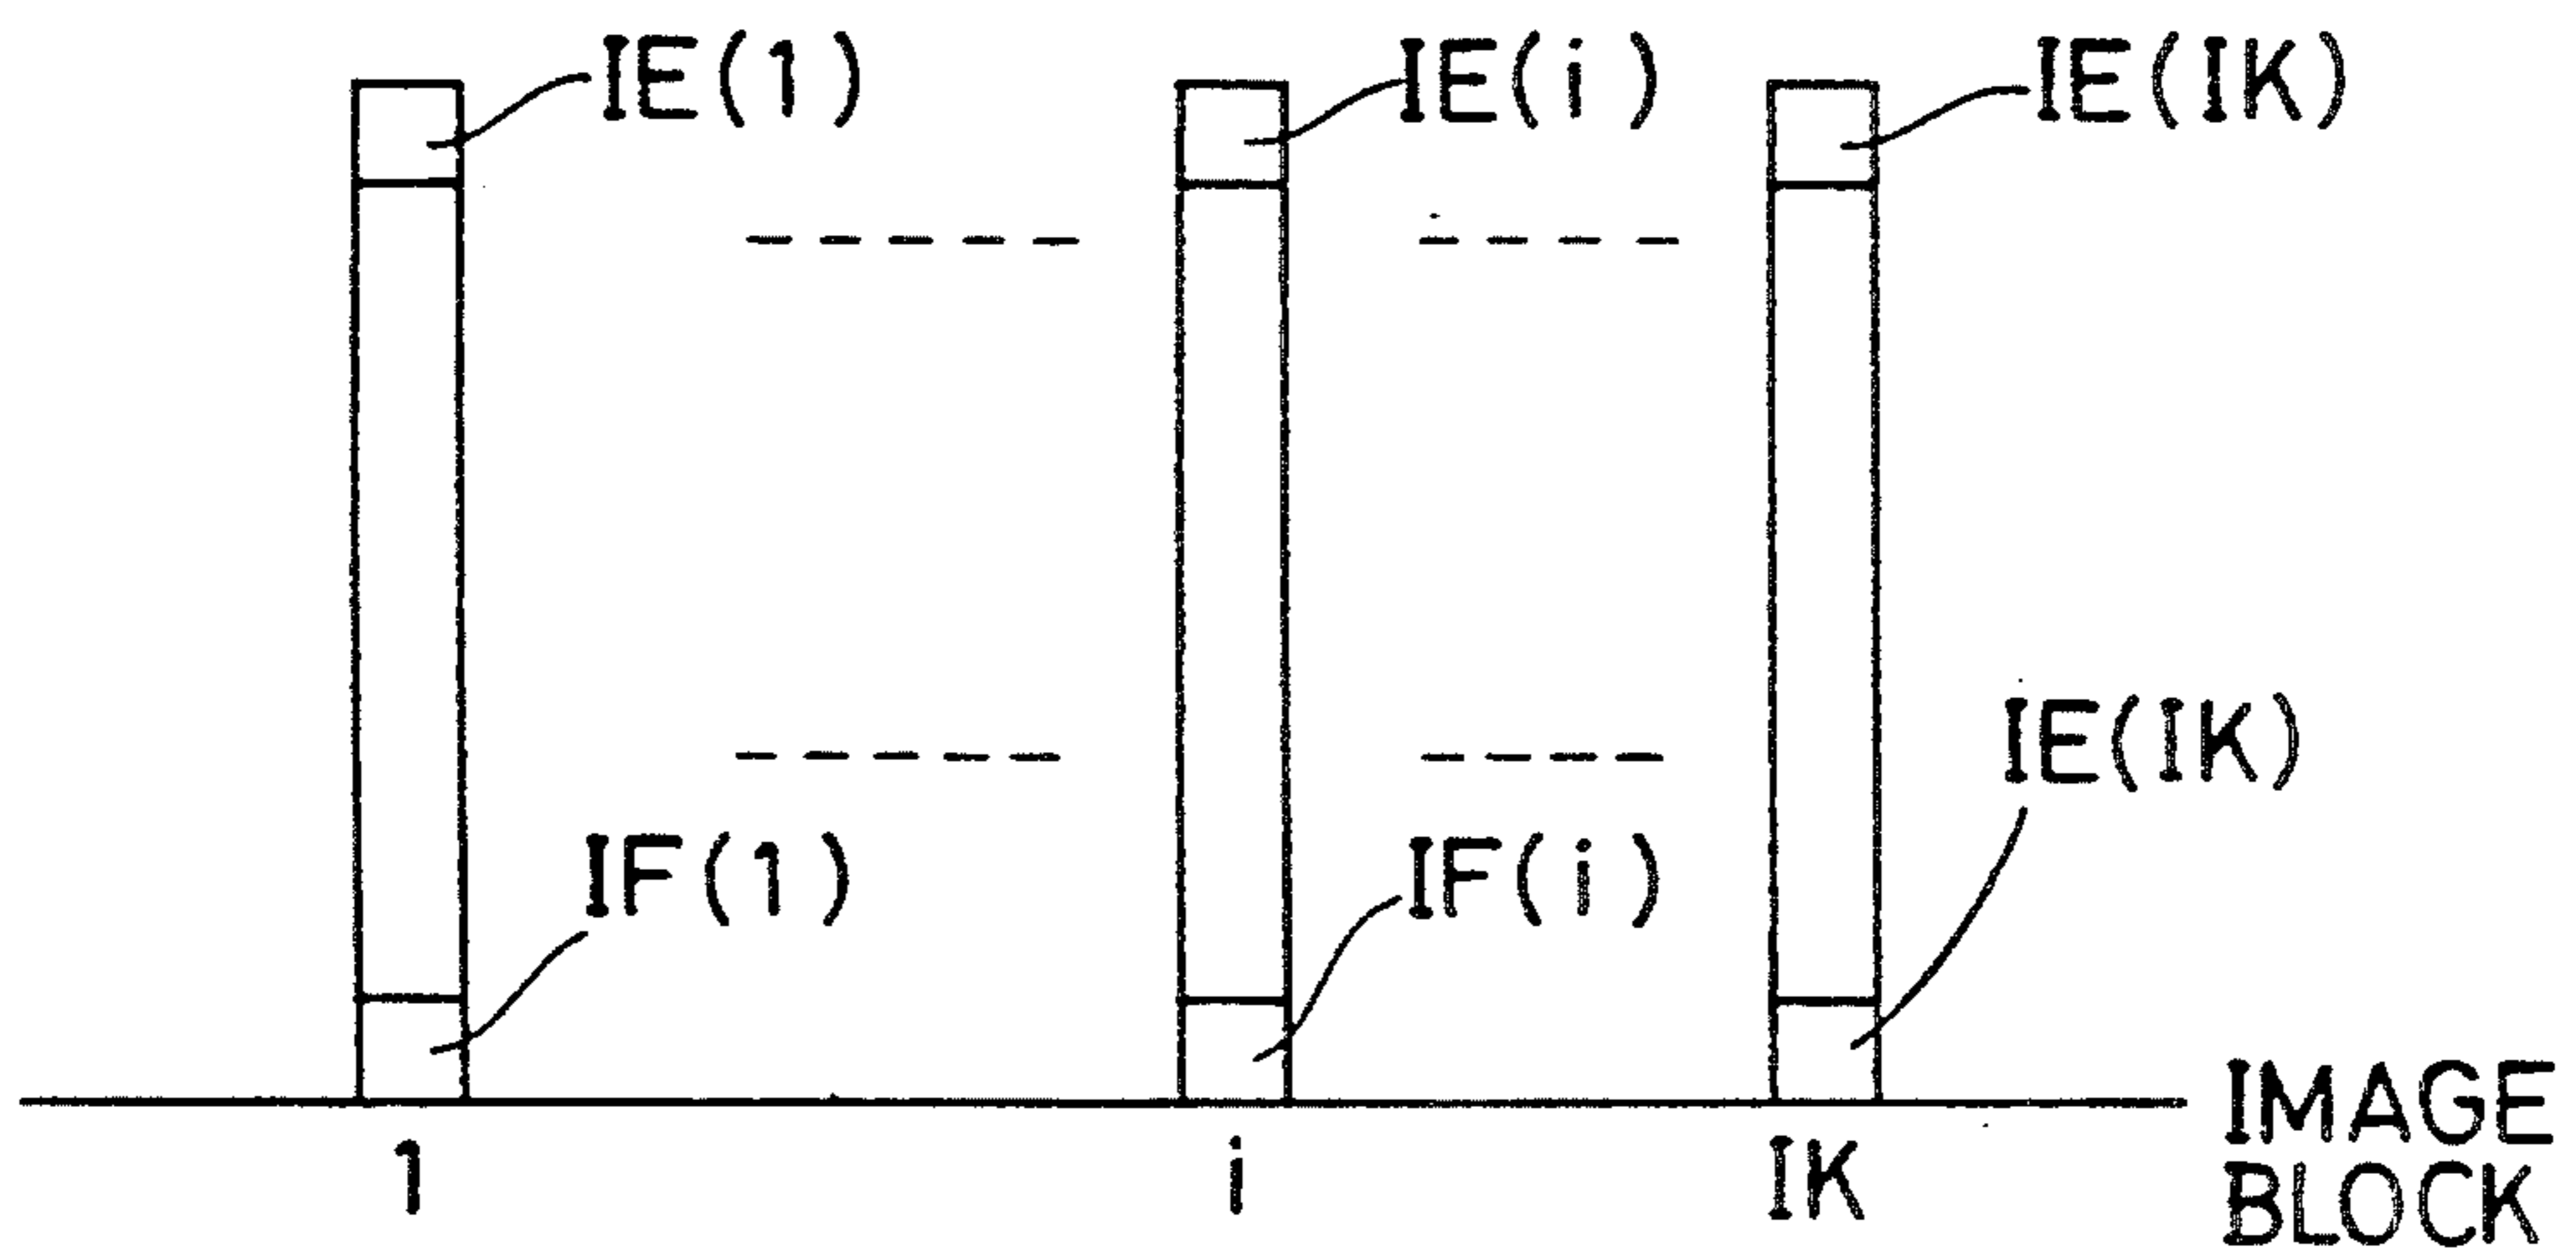 IE(1) IE(i) IE(IK)
IE(IK)
IF(1) IF(i)
1 i IK
IMAGE
BLOCK